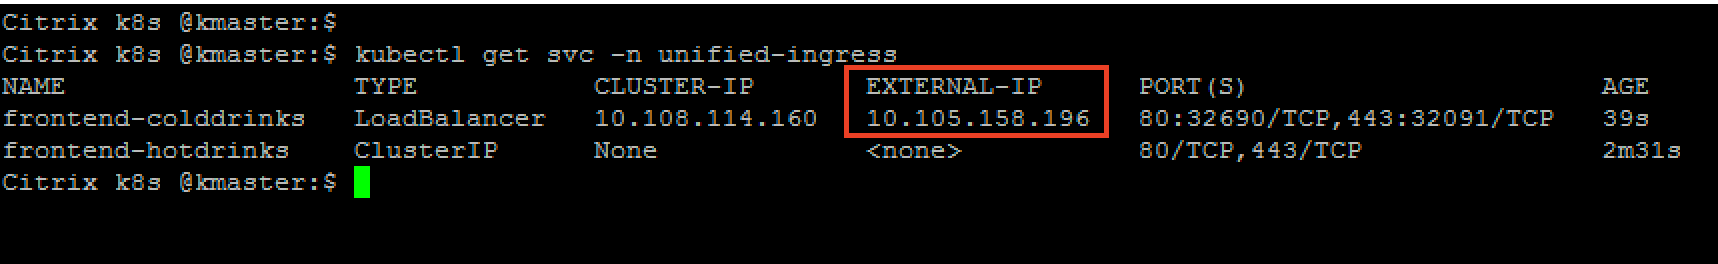 Citrix k8s @kmaster:$
Citrix k8s @kmaster:$ kubectl get svc -n unified-ingress
NAME TYPE CLUSTER-IP EXTERNAL-IP PORT(S) AGE
frontend-colddrinks LoadBalancer 10.108.114.160 10.105.158.196 80:32690/TCP,443:32091/TCP 39s
frontend-hotdrinks ClusterIP None <none> 80/TCP,443/TCP 2m31s
Citrix k8s @kmaster:$